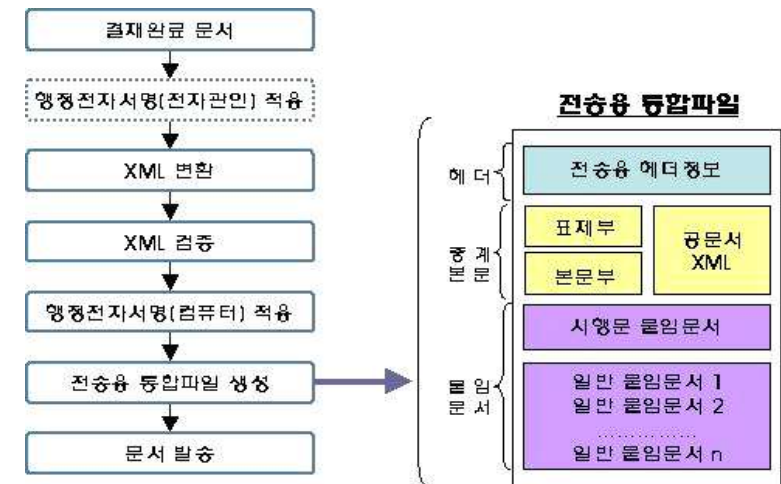 결재완료 문서
행정전자서명(전자관인) 적용
XML 변환
XML 검증
행정전자서명(컴퓨터) 적용
전송용 통합파일 생성
문서 발송
전송용 통합파일
헤더
전송용 헤더정보
중계
본문
표제부
본문부
공문서
XML
붙임
문서
시행문 붙임문서
일반 붙임문서 1
일반 붙임문서 2
...............
일반 붙임문서 n